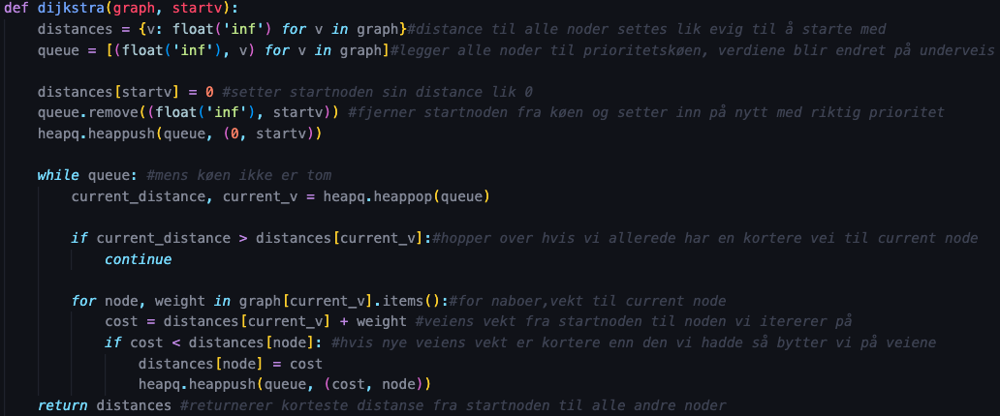 def dijkstra(graph, startv):
    distances = {v: float('inf') for v in graph}#distance til alle noder settes lik evig til å starte med
    queue = [(float('inf'), v) for v in graph]#legger alle noder til prioritetskøen, verdiene blir endret på underveis
    distances[startv] = 0 #setter startnoden sin distance lik 0
    queue.remove((float('inf'), startv)) #fjerner startnoden fra køen og setter inn på nytt med riktig prioritet
    heapq.heappush(queue, (0, startv))
    while queue: #mens køen ikke er tom
        current_distance, current_v = heapq.heappop(queue)
        if current_distance > distances[current_v]:#hopper over hvis vi allerede har en kortere vei til current node
            continue
        for node, weight in graph[current_v].items():#for naboer,vekt til current node
            cost = distances[current_v] + weight #veiens vekt fra startnoden til noden vi itererer på
            if cost < distances[node]: #hvis nye veiens vekt er kortere enn den vi hadde så bytter vi på veiene
                distances[node] = cost
                heapq.heappush(queue, (cost, node))
    return distances #returnerer korteste distanse fra startnoden til alle andre noder